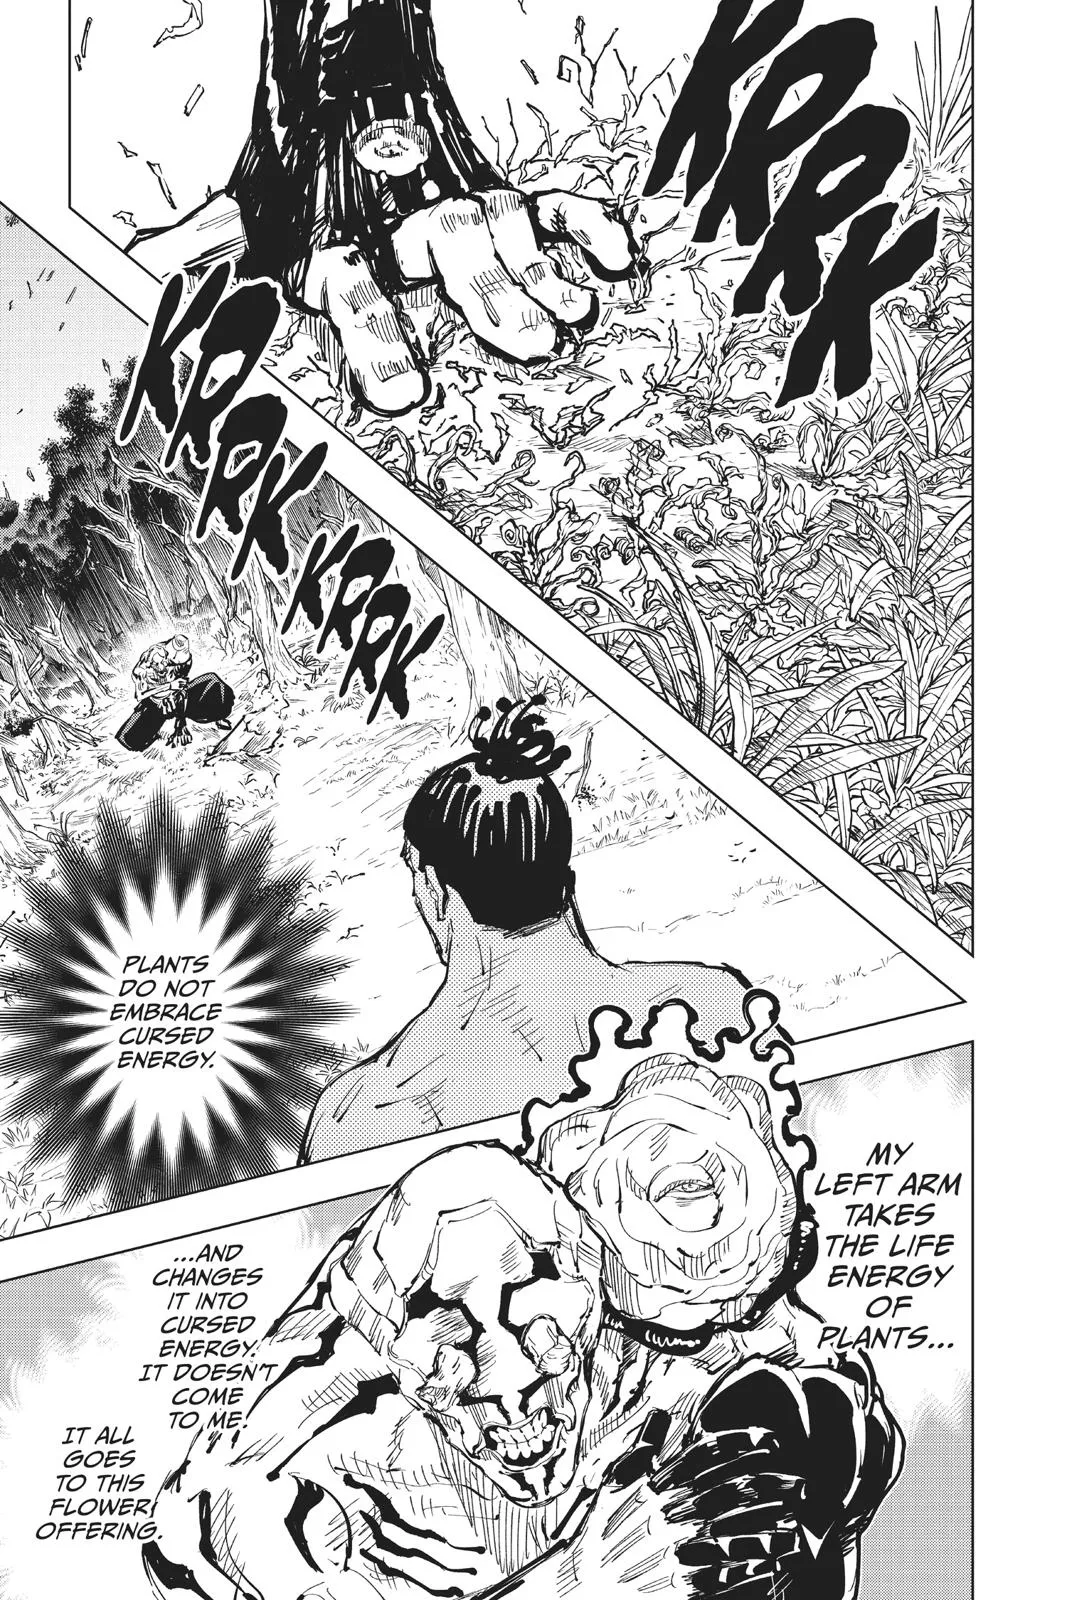 KRRK
KRRK
KRRK
PLANTS
DO NOT
EMBRACE
CURSED
ENERGY.
MY
LEFT ARM
TAKES
THE LIFE
ENERGY
OF
PLANTS...
...AND
CHANGES
IT INTO
CURSED
ENERGY.
IT DOESN'T
COME
TO ME.
IT ALL
GOES
TO THIS
FLOWER
OFFERING.